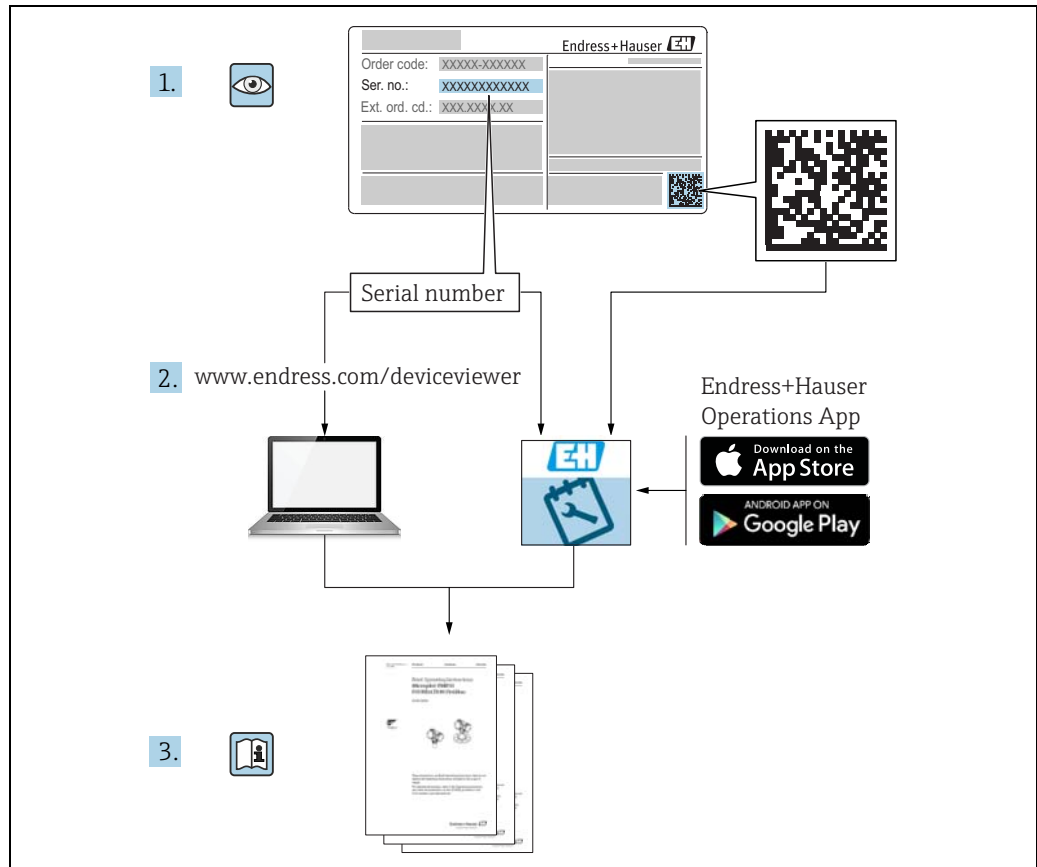 Endress+Hauser EH
Order code: XXXXX-XXXXXX
Ser. no.: XXXXXXXXXXXX
Ext. ord. cd.: XXX.XXXX.XX
1.
Serial number
2. www.endress.com/deviceviewer
Endress+Hauser
Operations App
EH
Download on the
App Store
ANDROID APP ON
Google Play
3.